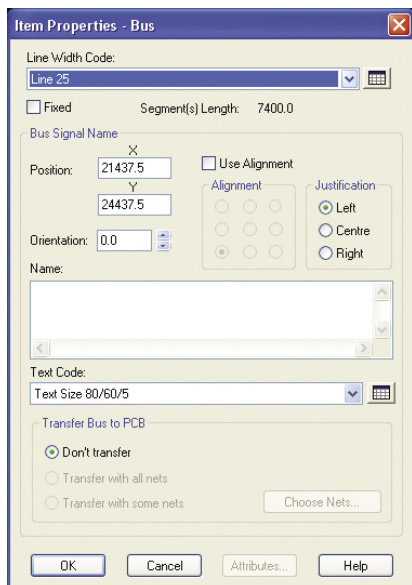 Item Properties - Bus
Line Width Code:
Line 25
Fixed Segment(s) Length: 7400.0
Bus Signal Name
X
Position: 21437.5
Use Alignment
Y
24437.5
Alignment
Justification
Left
Centre
Right
Orientation: 0.0
Name:
Text Code:
Text Size 80/60/5
Transfer Bus to PCB
Don't transfer
Transfer with all nets
Transfer with some nets Choose Nets...
OK Cancel Attributes... Help